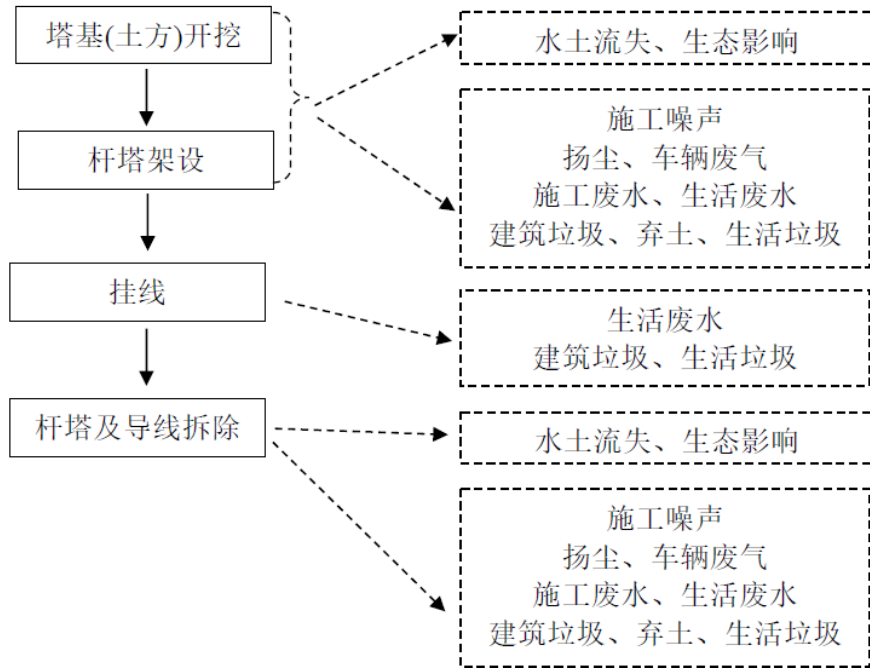 塔基(土方)开挖
水土流失、生态影响
杆塔架设
施工噪声
扬尘、车辆废气
施工废水、生活废水
建筑垃圾、弃土、生活垃圾
挂线
生活废水
建筑垃圾、生活垃圾
杆塔及导线拆除
水土流失、生态影响
施工噪声
扬尘、车辆废气
施工废水、生活废水
建筑垃圾、弃土、生活垃圾